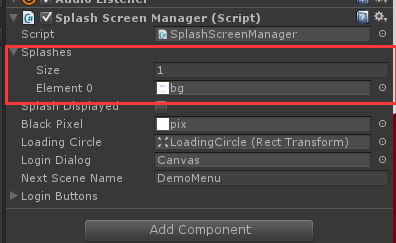 Audio Listener
Splash Screen Manager (Script)
Script SplashScreenManager
Splashes
Size 1
Element 0 bg
Splash Displayed
Black Pixel pix
Loading Circle LoadingCircle (Rect Transform)
Login Dialog Canvas
Next Scene Name DemoMenu
Login Buttons
Add Component